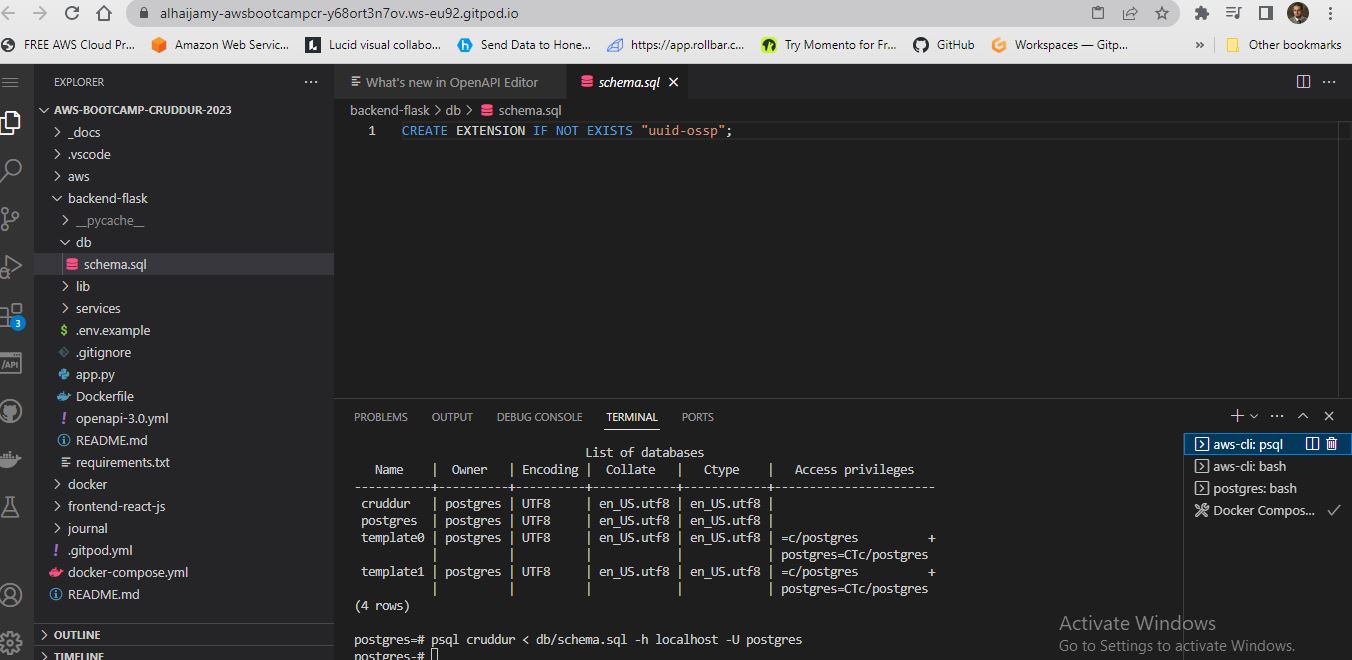 alhaijamy-awsbootcampcr-y68ort3n7ov.ws-eu92.gitpod.io
FREE AWS Cloud Pr... Amazon Web Servic... Lucid visual collabo... Send Data to Hone... https://app.rollbar.c... Try Momento for Fr... GitHub Workspaces — Gitp... » Other bookmarks
EXPLORER ···
AWS-BOOTCAMP-CRUDDUR-2023
_docs
.vscode
aws
backend-flask
__pycache__
db
schema.sql
lib
services
$ .env.example
.gitignore
app.py
Dockerfile
! openapi-3.0.yml
README.md
requirements.txt
docker
frontend-react-js
journal
! .gitpod.yml
docker-compose.yml
README.md
OUTLINE
TIMELINE
3
/API
What's new in OpenAPI Editor schema.sql
backend-flask > db > schema.sql
1 CREATE EXTENSION IF NOT EXISTS "uuid-ossp";
PROBLEMS OUTPUT DEBUG CONSOLE TERMINAL PORTS
List of databases
Name | Owner | Encoding | Collate | Ctype | Access privileges
-----------+----------+----------+------------+------------+-----------------------
cruddur | postgres | UTF8 | en_US.utf8 | en_US.utf8 |
postgres | postgres | UTF8 | en_US.utf8 | en_US.utf8 |
template0 | postgres | UTF8 | en_US.utf8 | en_US.utf8 | =c/postgres +
| | | | | postgres=CTc/postgres
template1 | postgres | UTF8 | en_US.utf8 | en_US.utf8 | =c/postgres +
| | | | | postgres=CTc/postgres
(4 rows)
postgres=# psql cruddur < db/schema.sql -h localhost -U postgres
postgres-#
aws-cli: psql
aws-cli: bash
postgres: bash
Docker Compos...
Activate Windows
Go to Settings to activate Windows.